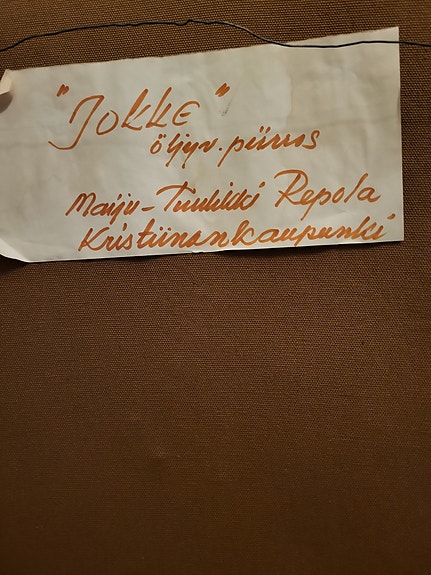 "JOKKE"
öljyv. piirros
Maiju-Tuulikki Repola
Kristiinankaupunki